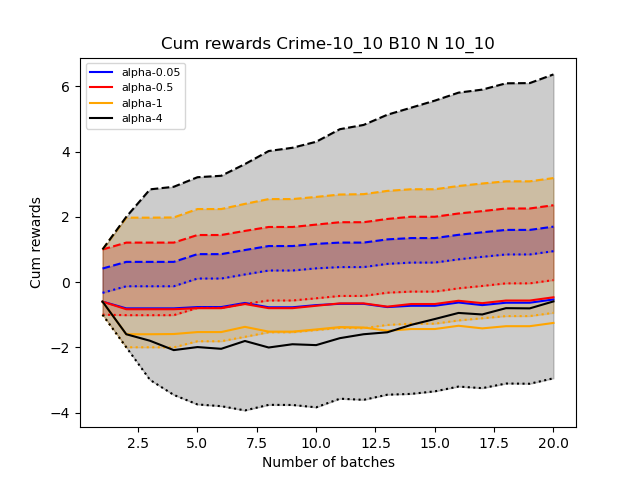 Cum rewards Crime-10_10 B10 N 10_10
alpha-0.05
alpha-0.5
alpha-1
alpha-4
Cum rewards
6
4
2
0
−2
−4
2.5 5.0 7.5 10.0 12.5 15.0 17.5 20.0
Number of batches